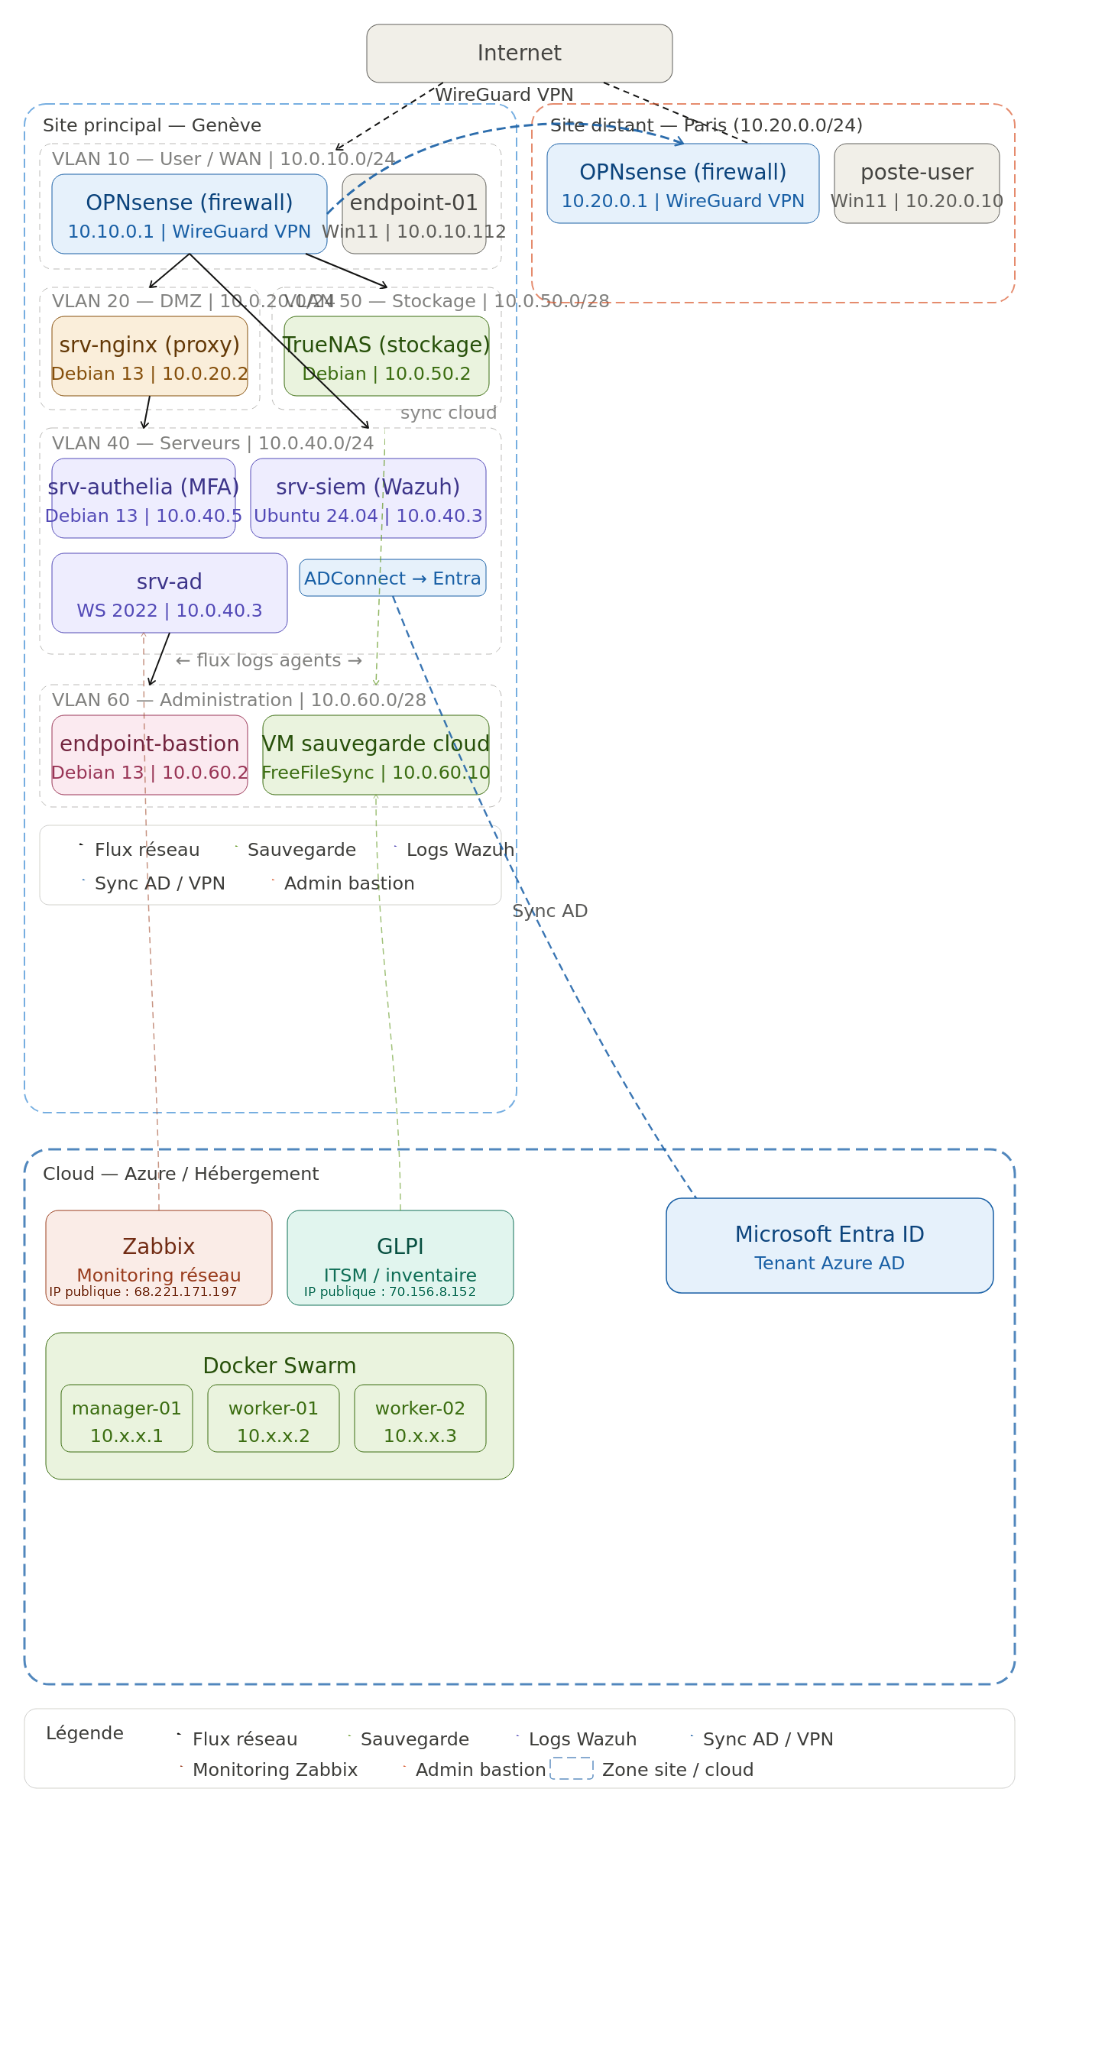 Internet
WireGuard VPN
Site principal — Genève
Site distant — Paris (10.20.0.0/24)
VLAN 10 — User / WAN | 10.0.10.0/24
OPNsense (firewall)
10.10.0.1 | WireGuard VPN
endpoint-01
Win11 | 10.0.10.112
OPNsense (firewall)
10.20.0.1 | WireGuard VPN
poste-user
Win11 | 10.20.0.10
VLAN 20 — DMZ | 10.0.20.0/24
VLAN 50 — Stockage | 10.0.50.0/28
srv-nginx (proxy)
Debian 13 | 10.0.20.2
TrueNAS (stockage)
Debian | 10.0.50.2
sync cloud
VLAN 40 — Serveurs | 10.0.40.0/24
srv-authelia (MFA)
Debian 13 | 10.0.40.5
srv-siem (Wazuh)
Ubuntu 24.04 | 10.0.40.3
srv-ad
WS 2022 | 10.0.40.3
ADConnect → Entra
← flux logs agents →
VLAN 60 — Administration | 10.0.60.0/28
endpoint-bastion
Debian 13 | 10.0.60.2
VM sauvegarde cloud
FreeFileSync | 10.0.60.10
Flux réseau
Sauvegarde
Logs Wazuh
Sync AD / VPN
Admin bastion
Sync AD
Cloud — Azure / Hébergement
Zabbix
Monitoring réseau
IP publique : 68.221.171.197
GLPI
ITSM / inventaire
IP publique : 70.156.8.152
Microsoft Entra ID
Tenant Azure AD
Docker Swarm
manager-01
10.x.x.1
worker-01
10.x.x.2
worker-02
10.x.x.3
Légende
Flux réseau
Sauvegarde
Logs Wazuh
Sync AD / VPN
Monitoring Zabbix
Admin bastion
Zone site / cloud